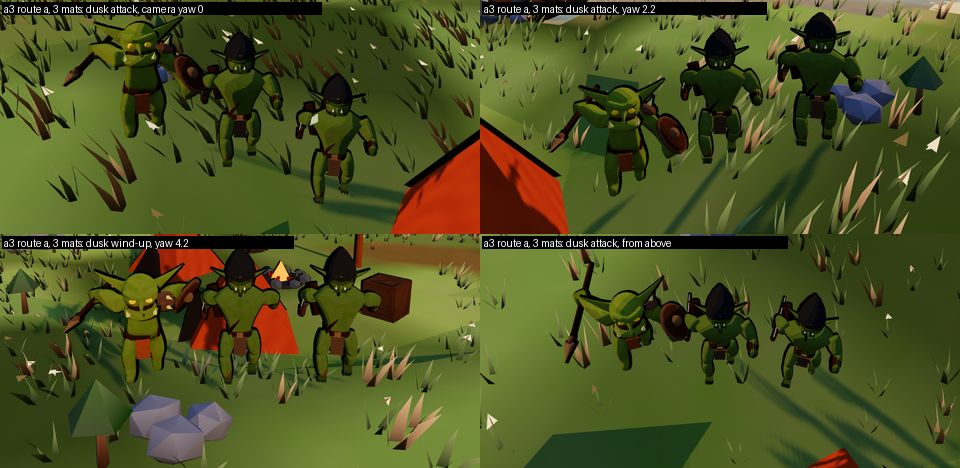 a3 route a, 3 mats: dusk attack, camera yaw 0
a3 route a, 3 mats: dusk attack, yaw 2.2
a3 route a, 3 mats: dusk wind-up, yaw 4.2
a3 route a, 3 mats: dusk attack, from above